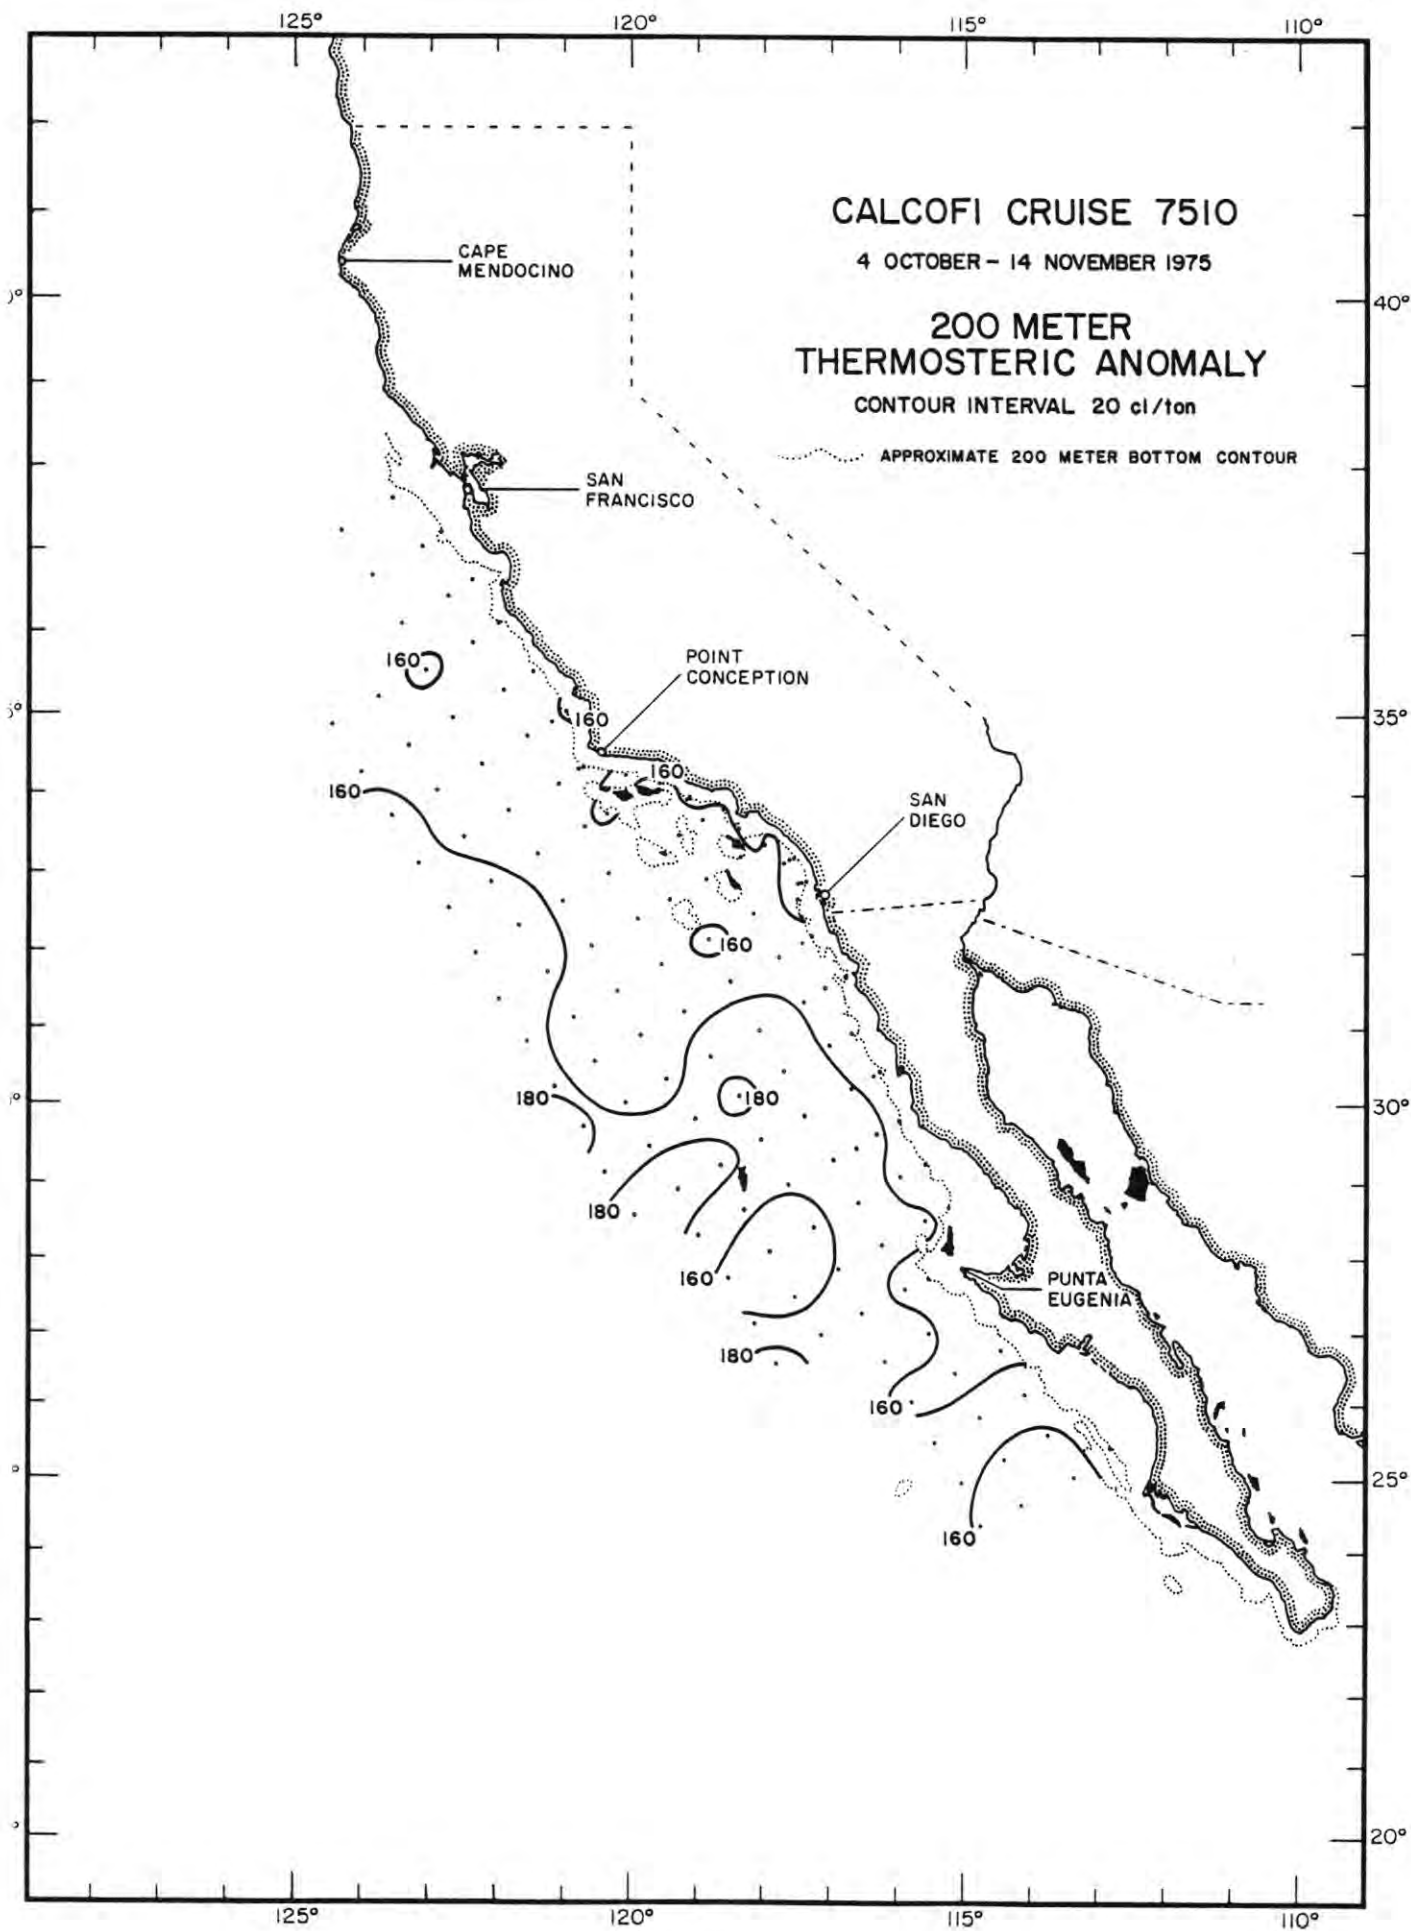 125° 120° 115° 110°
CALCOFI CRUISE 7510
4 OCTOBER – 14 NOVEMBER 1975
200 METER
THERMOSTERIC ANOMALY
CONTOUR INTERVAL 20 cl/ton
APPROXIMATE 200 METER BOTTOM CONTOUR
CAPE
MENDOCINO
40°
SAN
FRANCISCO
POINT
CONCEPTION
160
160
35°
160
160
SAN
DIEGO
160
180
180
30°
180
160
PUNTA
EUGENIA
180
160
25°
160
20°
125° 120° 115° 110°